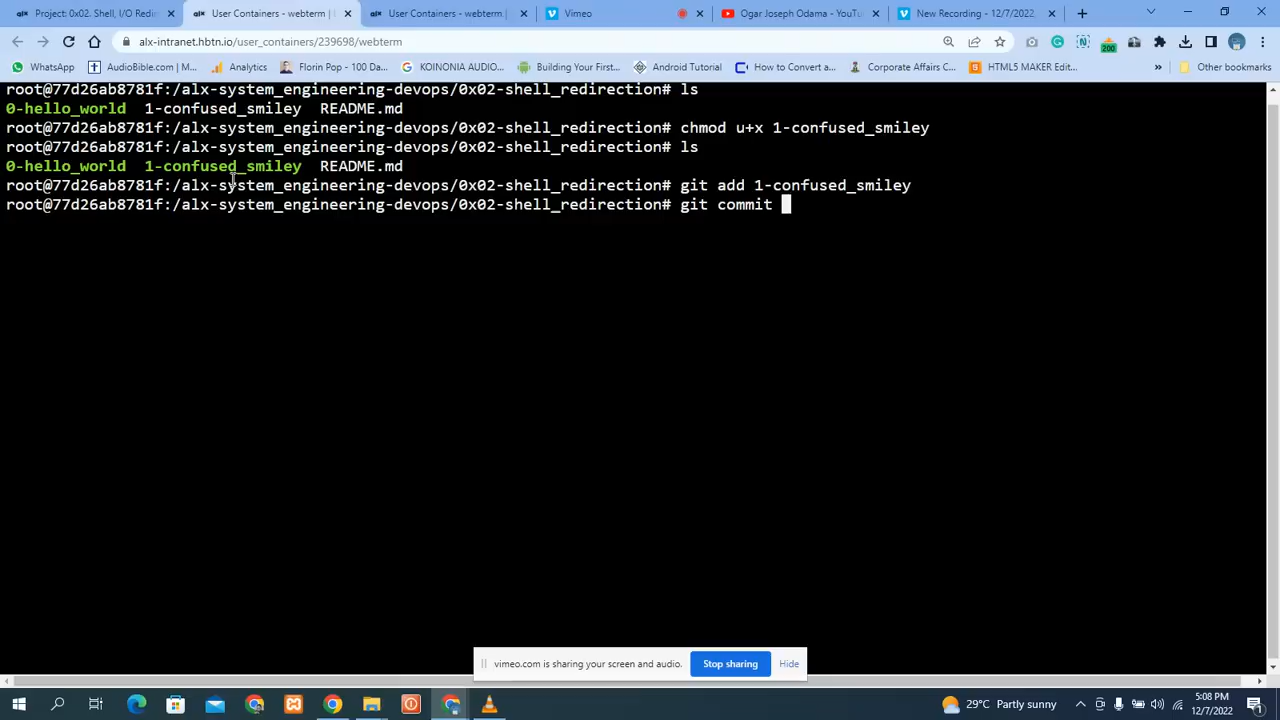 Project: 0x02. Shell, I/O Redir
User Containers - webterm |
User Containers - webterm |
Vimeo
Ogar Joseph Odama - YouTu
New Recording - 12/7/2022,
alx-intranet.hbtn.io/user_containers/239698/webterm
200
WhatsApp
AudioBible.com | M...
Analytics
Florin Pop - 100 Da...
KOINONIA AUDIO...
Building Your First...
Android Tutorial
How to Convert a...
Corporate Affairs C...
HTML5 MAKER Edit...
»
Other bookmarks
root@77d26ab8781f:/alx-system_engineering-devops/0x02-shell_redirection# ls
0-hello_world  1-confused_smiley  README.md
root@77d26ab8781f:/alx-system_engineering-devops/0x02-shell_redirection# chmod u+x 1-confused_smiley
root@77d26ab8781f:/alx-system_engineering-devops/0x02-shell_redirection# ls
0-hello_world  1-confused_smiley  README.md
root@77d26ab8781f:/alx-system_engineering-devops/0x02-shell_redirection# git add 1-confused_smiley
root@77d26ab8781f:/alx-system_engineering-devops/0x02-shell_redirection# git commit
vimeo.com is sharing your screen and audio.
Stop sharing
Hide
29°C Partly sunny
5:08 PM
12/7/2022